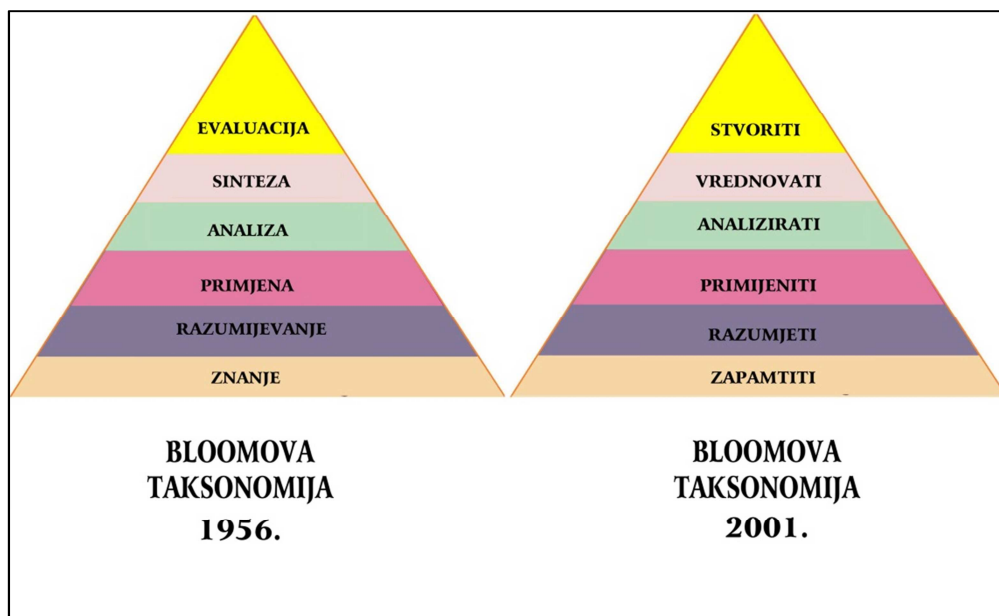 EVALUACIJA
SINTEZA
ANALIZA
PRIMJENA
RAZUMIJEVANJE
ZNANJE
BLOOMOVA
TAKSONOMIJA
1956.
STVORITI
VREDNOVATI
ANALIZIRATI
PRIMIJENITI
RAZUMJETI
ZAPAMTITI
BLOOMOVA
TAKSONOMIJA
2001.